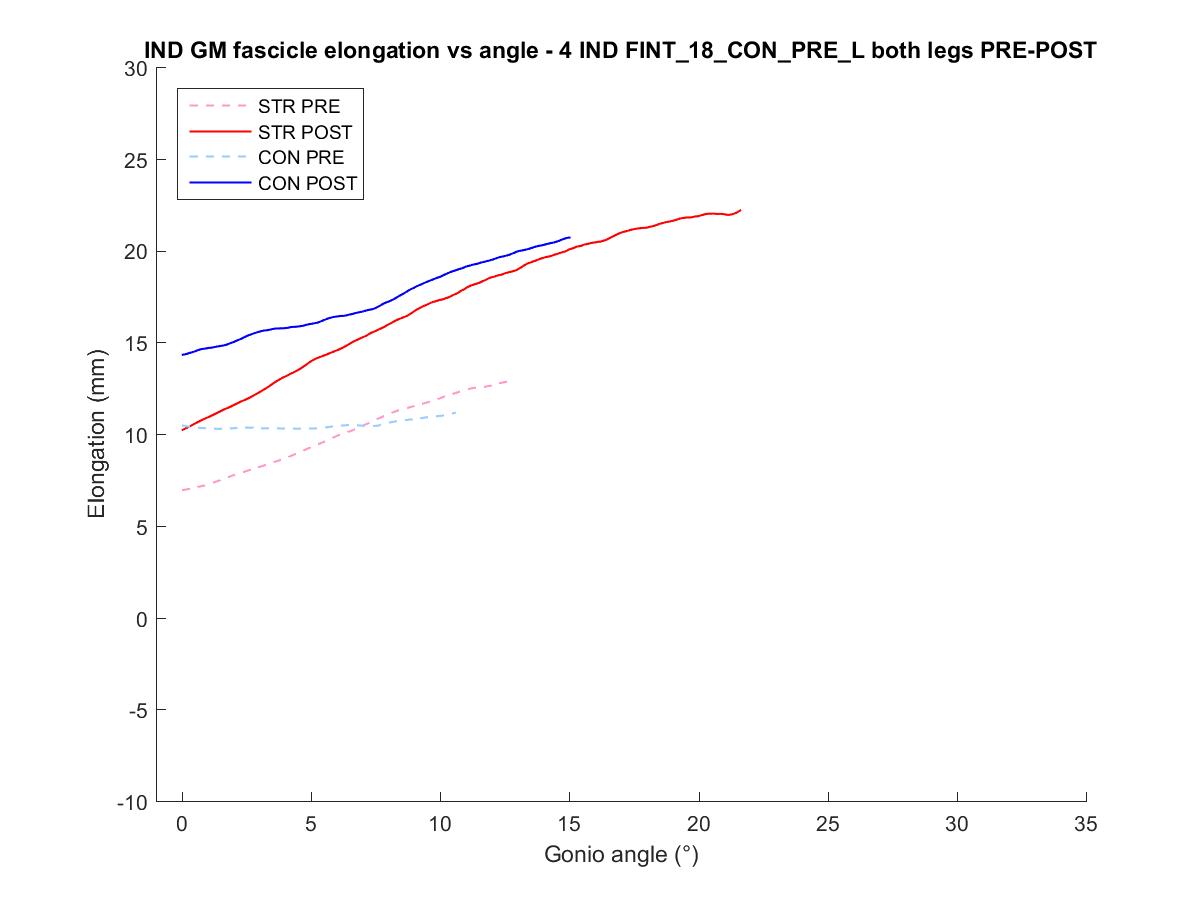 IND GM fascicle elongation vs angle - 4 IND FINT_18_CON_PRE_L both legs PRE-POST
30
25
20
15
10
5
0
-5
-10
STR PRE
STR POST
CON PRE
CON POST
Elongation (mm)
0 5 10 15 20 25 30 35
Gonio angle (°)